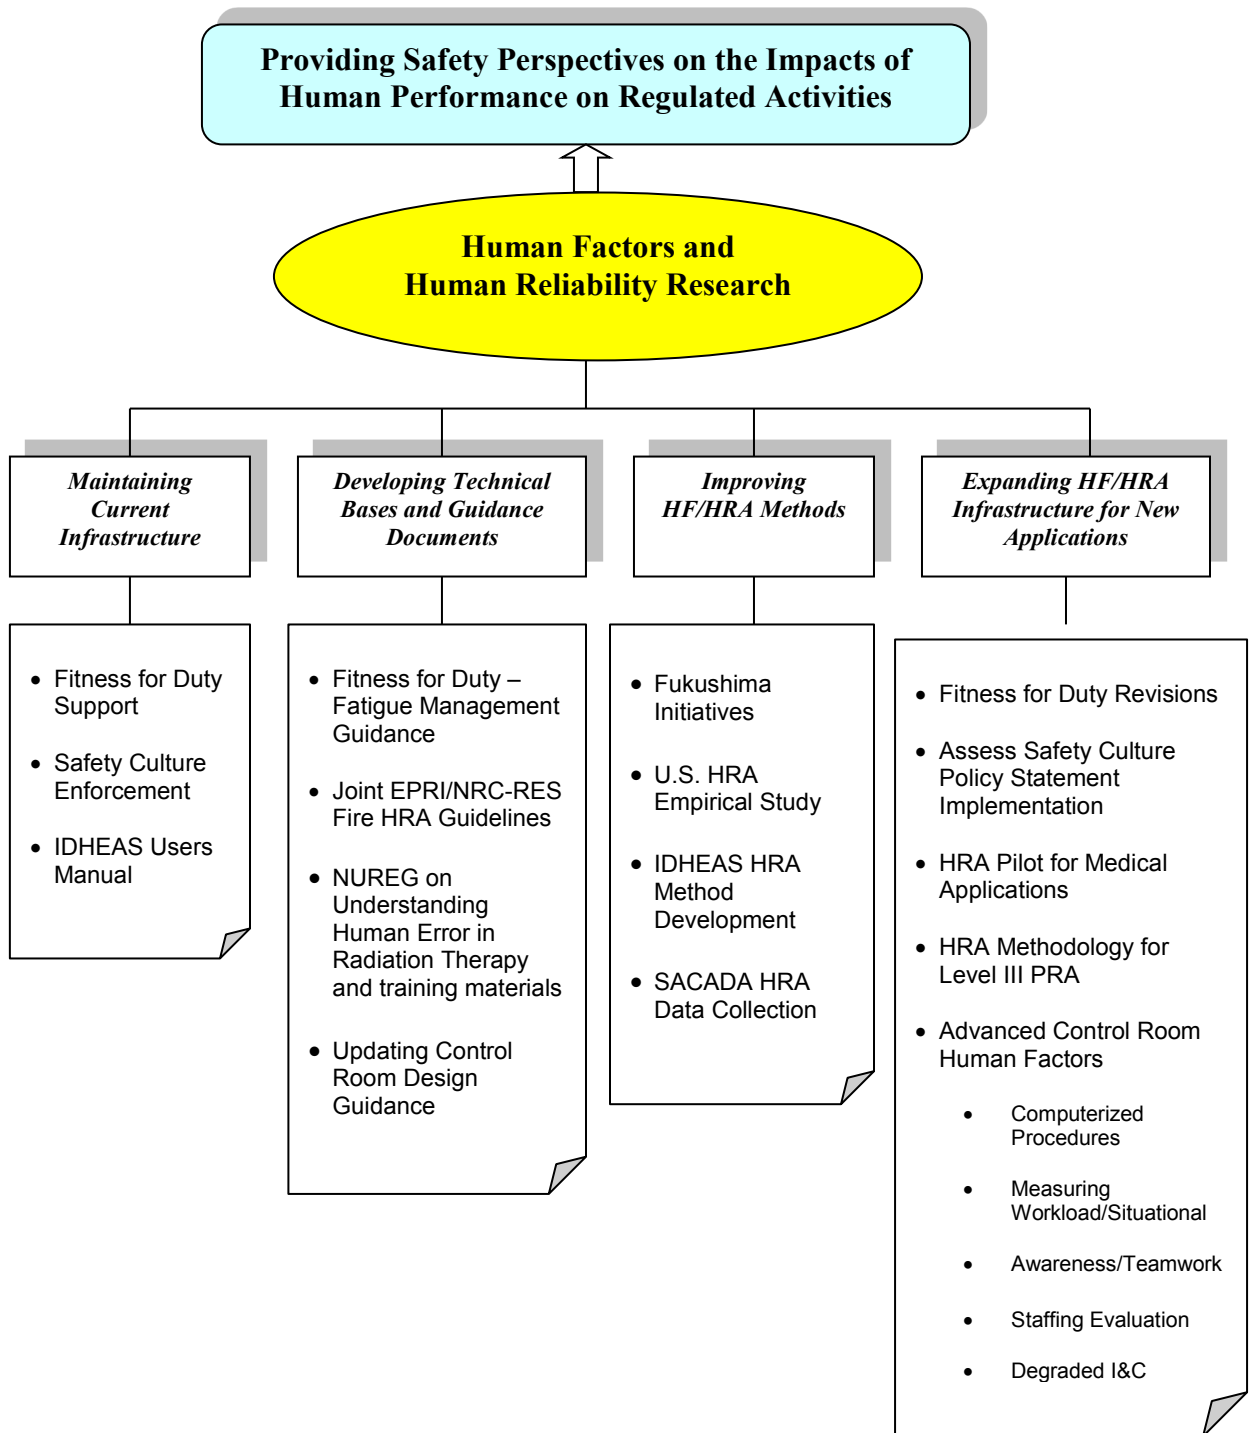 Providing Safety Perspectives on the Impacts of
Human Performance on Regulated Activities
Human Factors and
Human Reliability Research
Maintaining
Current
Infrastructure
Developing Technical
Bases and Guidance
Documents
Improving
HF/HRA Methods
Expanding HF/HRA
Infrastructure for New
Applications
• Fitness for Duty
Support
• Safety Culture
Enforcement
• IDHEAS Users
Manual
• Fitness for Duty –
Fatigue Management
Guidance
• Joint EPRI/NRC-RES
Fire HRA Guidelines
• NUREG on
Understanding
Human Error in
Radiation Therapy
and training materials
• Updating Control
Room Design
Guidance
• Fukushima
Initiatives
• U.S. HRA
Empirical Study
• IDHEAS HRA
Method
Development
• SACADA HRA
Data Collection
• Fitness for Duty Revisions
• Assess Safety Culture
Policy Statement
Implementation
• HRA Pilot for Medical
Applications
• HRA Methodology for
Level III PRA
• Advanced Control Room
Human Factors
• Computerized
Procedures
• Measuring
Workload/Situational
• Awareness/Teamwork
• Staffing Evaluation
• Degraded I&C